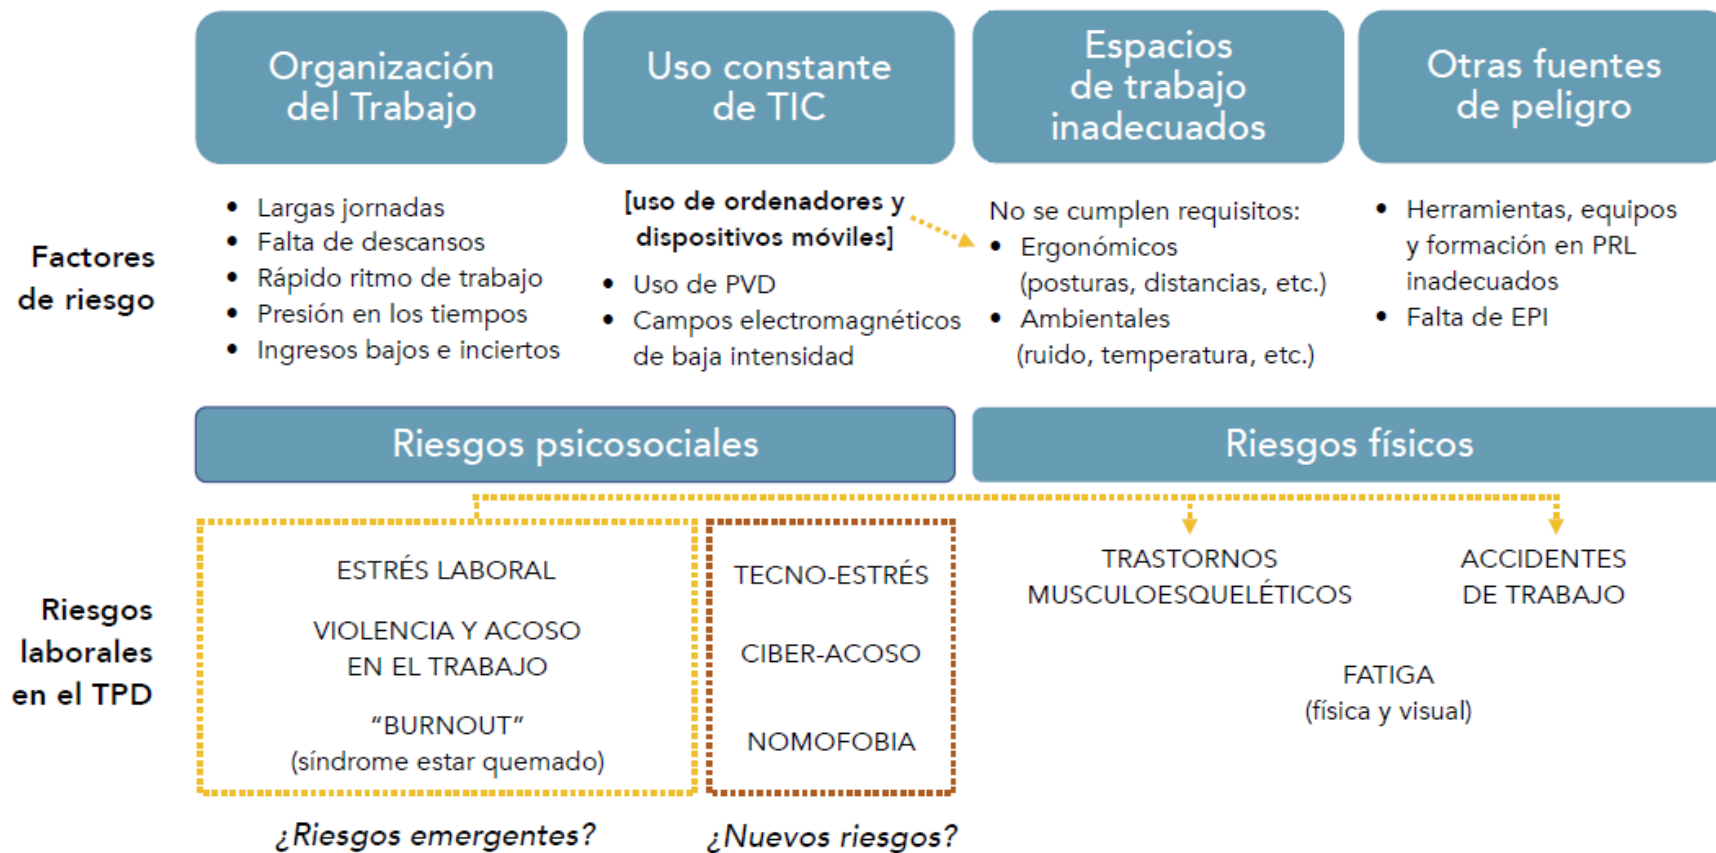 Organización
del Trabajo
Uso constante
de TIC
Espacios
de trabajo
inadecuados
Otras fuentes
de peligro
Factores
de riesgo
• Largas jornadas
• Falta de descansos
• Rápido ritmo de trabajo
• Presión en los tiempos
• Ingresos bajos e inciertos
[uso de ordenadores y
dispositivos móviles]
• Uso de PVD
• Campos electromagnéticos
de baja intensidad
No se cumplen requisitos:
• Ergonómicos
(posturas, distancias, etc.)
• Ambientales
(ruido, temperatura, etc.)
• Herramientas, equipos
y formación en PRL
inadecuados
• Falta de EPI
Riesgos psicosociales
Riesgos físicos
Riesgos
laborales
en el TPD
ESTRÉS LABORAL
VIOLENCIA Y ACOSO
EN EL TRABAJO
“BURNOUT”
(síndrome estar quemado)
¿Riesgos emergentes?
TECNO-ESTRÉS
CIBER-ACOSO
NOMOFOBIA
¿Nuevos riesgos?
TRASTORNOS
MUSCULOESQUELÉTICOS
ACCIDENTES
DE TRABAJO
FATIGA
(física y visual)